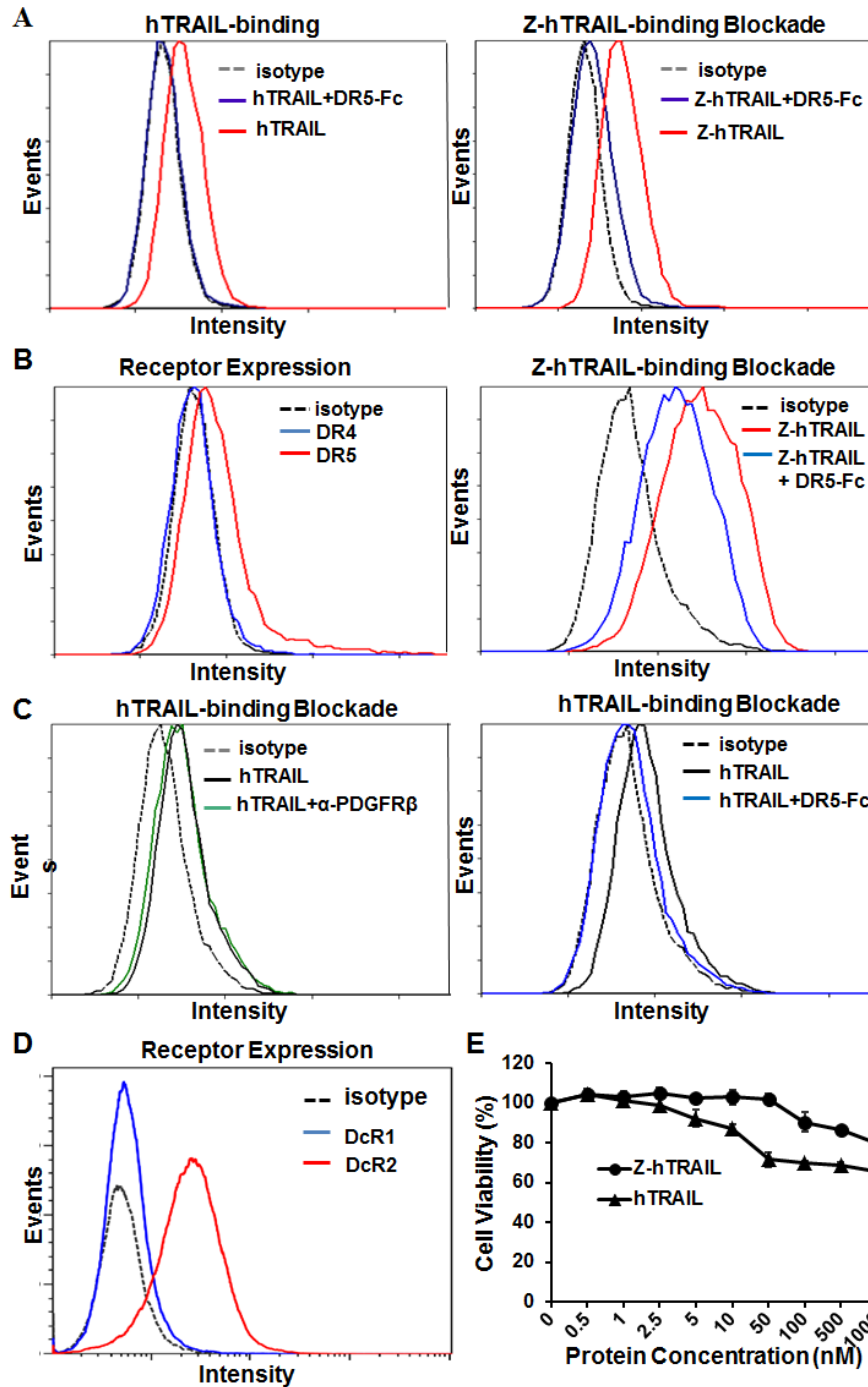 A
hTRAIL-binding
isotype
hTRAIL+DR5-Fc
hTRAIL
Events
Intensity
Z-hTRAIL-binding Blockade
isotype
Z-hTRAIL+DR5-Fc
Z-hTRAIL
Events
Intensity
B
Receptor Expression
isotype
DR4
DR5
Events
Intensity
Z-hTRAIL-binding Blockade
isotype
Z-hTRAIL
Z-hTRAIL
+ DR5-Fc
Events
Intensity
C
hTRAIL-binding Blockade
isotype
hTRAIL
hTRAIL+α-PDGFRβ
Event
s
Intensity
hTRAIL-binding Blockade
isotype
hTRAIL
hTRAIL+DR5-Fc
Events
Intensity
D
Receptor Expression
isotype
DcR1
DcR2
Events
Intensity
E
120
100
80
60
40
20
0
Z-hTRAIL
hTRAIL
Cell Viability (%)
0 0.5 1 2.5 5 10 50 100 500
Protein Concentration (nM)